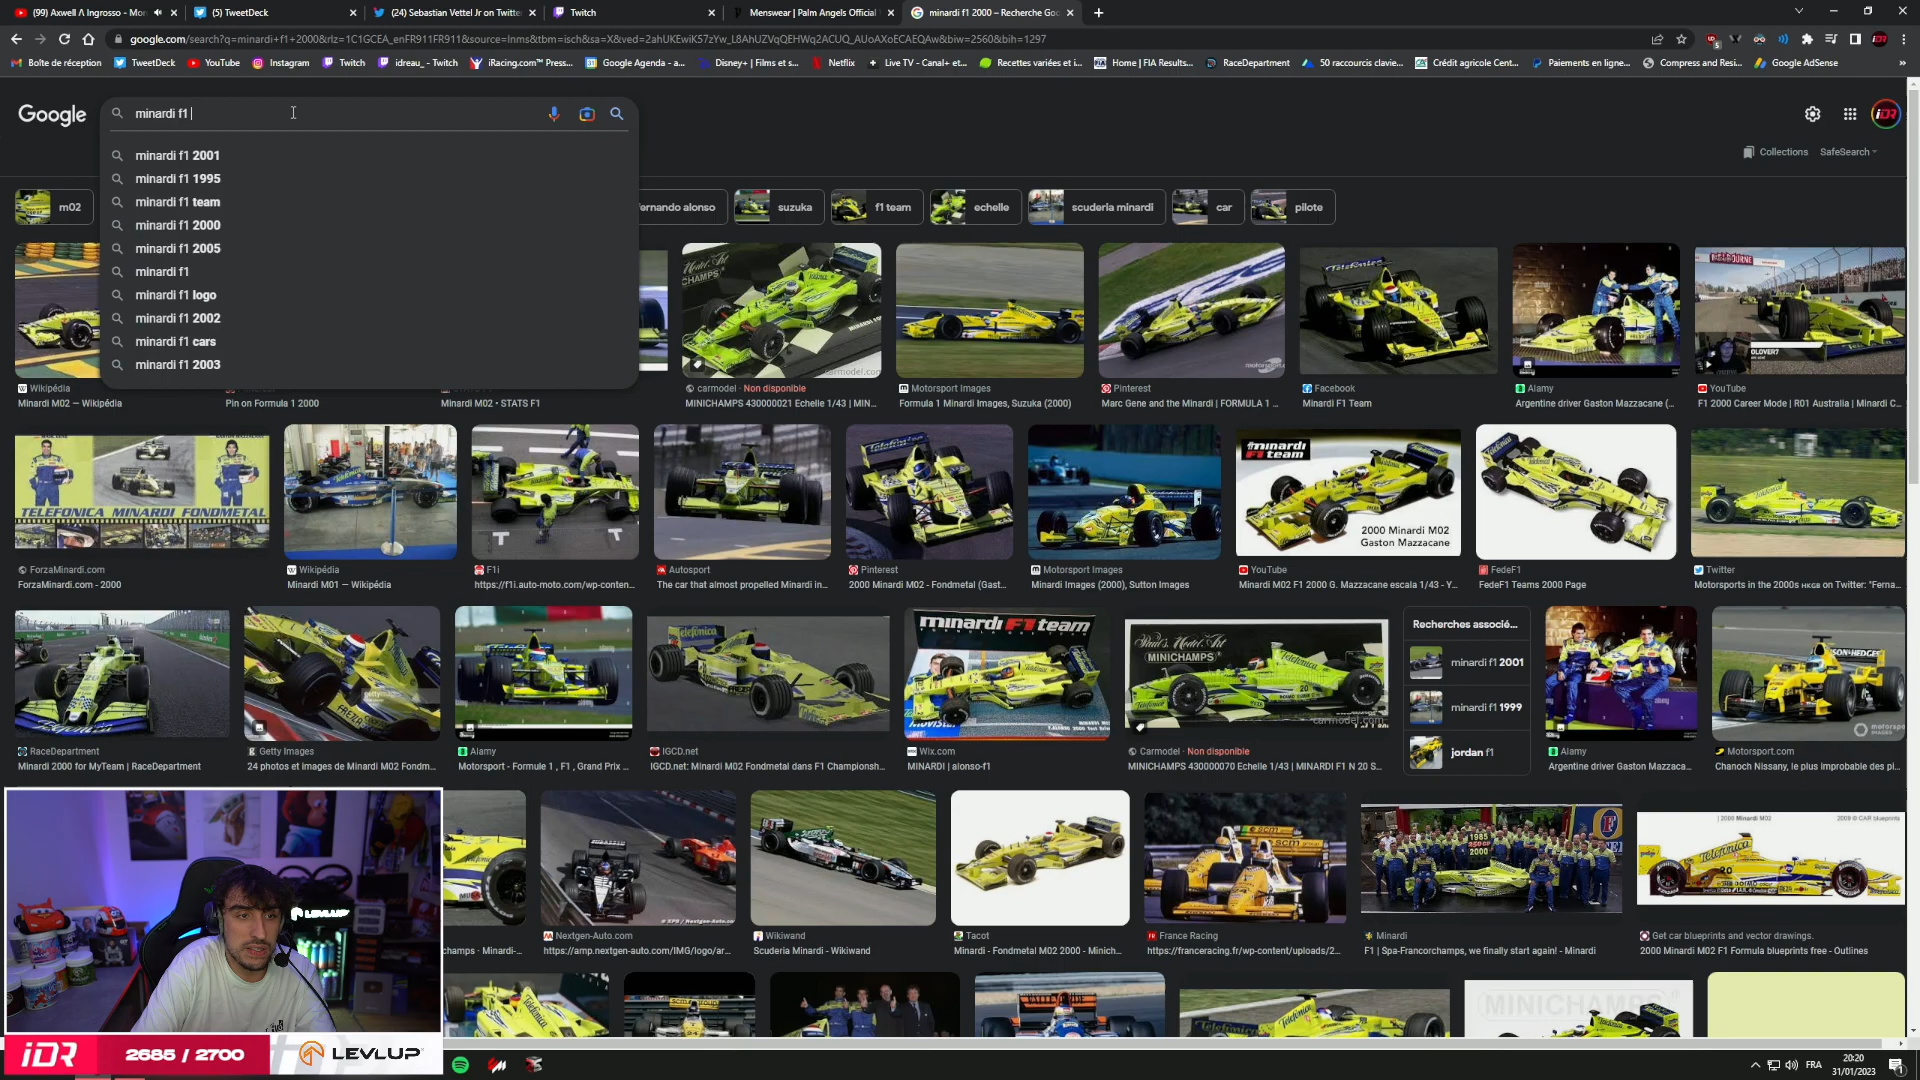 (99) Axwell Λ Ingrosso - Mor
(5) TweetDeck
(24) Sebastian Vettel Jr on Twitter
Twitch
Menswear | Palm Angels Official
minardi f1 2000 – Recherche Goo
google.com/search?q=minardi+f1+2000&rlz=1C1GCEA_enFR911FR911&source=lnms&tbm=isch&sa=X&ved=2ahUKEwiK57zYw_L8AhUZVqQEHWq2ACUQ_AUoAXoECAEQAw&biw=2560&bih=1297
Boîte de réception
TweetDeck
YouTube
Instagram
Twitch
idreau_ - Twitch
iRacing.com™ Press...
Google Agenda - a...
Disney+ | Films et s...
Netflix
Live TV - Canal+ et...
Recettes variées et i...
Home | FIA Results...
RaceDepartment
50 raccourcis clavie...
Crédit agricole Cent...
Paiements en ligne...
Compress and Resi...
Google AdSense
Google
minardi f1
iDR
Collections
SafeSearch
minardi f1 2001
minardi f1 1995
minardi f1 team
minardi f1 2000
minardi f1 2005
minardi f1
minardi f1 logo
minardi f1 2002
minardi f1 cars
minardi f1 2003
m02
fernando alonso
suzuka
f1 team
echelle
scuderia minardi
car
pilote
Wikipédia
Minardi M02 — Wikipédia
Pin on Formula 1 2000
Minardi M02 • STATS F1
carmodel · Non disponible
MINICHAMPS 430000021 Echelle 1/43 | MIN...
Motorsport Images
Formula 1 Minardi Images, Suzuka (2000)
Pinterest
Marc Gene and the Minardi | FORMULA 1 ...
Facebook
Minardi F1 Team
Alamy
Argentine driver Gaston Mazzacane (...
YouTube
F1 2000 Career Mode | R01 Australia | Minardi C...
TELEFONICA MINARDI FONDMETAL
minardi
F1 team
2000 Minardi M02
Gaston Mazzacane
ForzaMinardi.com
ForzaMinardi.com - 2000
Wikipédia
Minardi M01 — Wikipédia
F1i
https://f1i.auto-moto.com/wp-conten...
Autosport
The car that almost propelled Minardi in...
Pinterest
2000 Minardi M02 - Fondmetal (Gast...
Motorsport Images
Minardi Images (2000), Sutton Images
YouTube
Minardi M02 F1 2000 G. Mazzacane escala 1/43 - Y...
FedeF1
FedeF1 Teams 2000 Page
Twitter
Motorsports in the 2000s HKGB on Twitter: "Ferna...
minardi F1 team
MINICHAMPS
carmodel.com
Recherches associé...
minardi f1 2001
minardi f1 1999
jordan f1
RaceDepartment
Minardi 2000 for MyTeam | RaceDepartment
Getty Images
24 photos et images de Minardi M02 Fondm...
Alamy
Motorsport - Formule 1 , F1 , Grand Prix ...
IGCD.net
IGCD.net: Minardi M02 Fondmetal dans F1 Championsh...
Wix.com
MINARDI | alonso-f1
Carmodel · Non disponible
MINICHAMPS 430000070 Echelle 1/43 | MINARDI F1 N 20 S...
Alamy
Argentine driver Gaston Mazzaca...
Motorsport.com
Chanoch Nissany, le plus improbable des pi...
champs · Minardi-...
Nextgen-Auto.com
https://amp.nextgen-auto.com/IMG/logo/ar...
Wikiwand
Scuderia Minardi - Wikiwand
Tacot
Minardi - Fondmetal M02 2000 - Minich...
France Racing
https://franceracing.fr/wp-content/uploads/2...
Minardi
F1 | Spa-Francorchamps, we finally start again! - Minardi
Get car blueprints and vector drawings.
2000 Minardi M02 F1 Formula blueprints free - Outlines
MINICHAMPS
LEVLUP
iDR
2685 / 2700
LEVLUP
FRA
20:20
31/01/2023